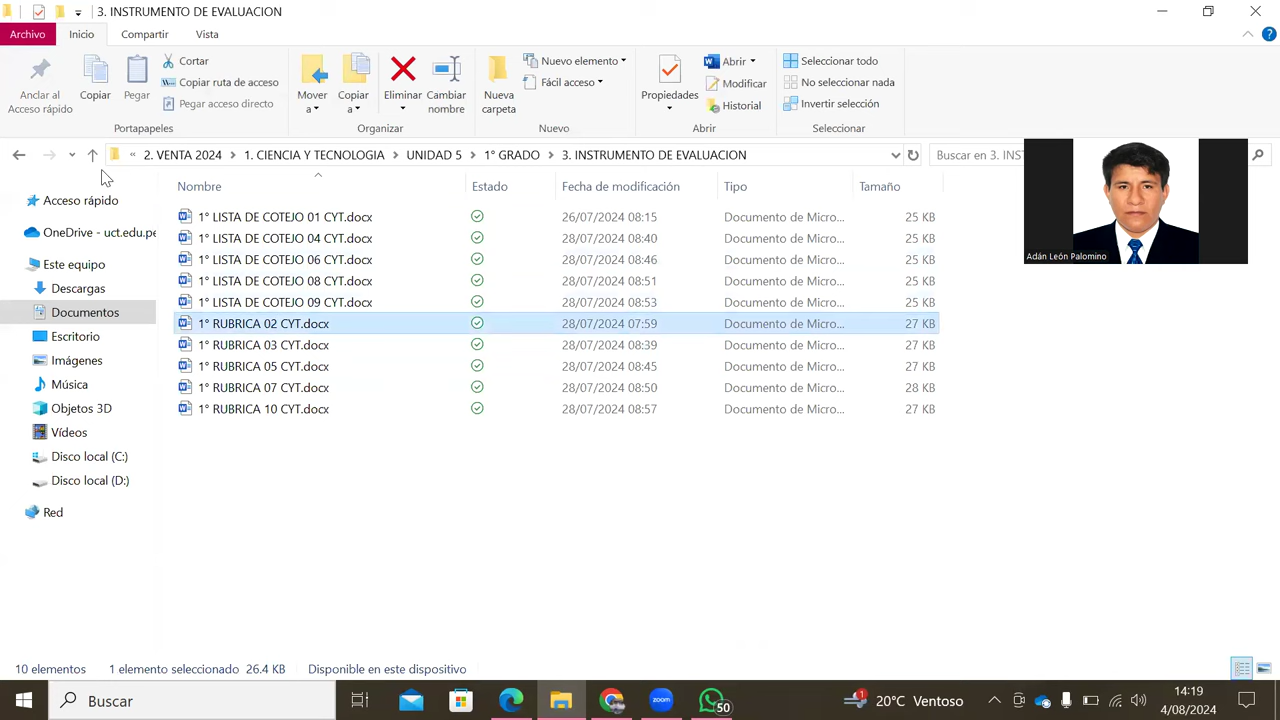 3. INSTRUMENTO DE EVALUACION
Archivo Inicio Compartir Vista
Anclar al Acceso rápido
Copiar
Pegar
Cortar
Copiar ruta de acceso
Pegar acceso directo
Portapapeles
Mover a
Copiar a
Eliminar
Cambiar nombre
Organizar
Nueva carpeta
Nuevo elemento
Fácil acceso
Nuevo
Propiedades
Abrir
Modificar
Historial
Abrir
Seleccionar todo
No seleccionar nada
Invertir selección
Seleccionar
« 2. VENTA 2024 > 1. CIENCIA Y TECNOLOGIA > UNIDAD 5 > 1° GRADO > 3. INSTRUMENTO DE EVALUACION
Buscar en 3. INS
Nombre Estado Fecha de modificación Tipo Tamaño
1° LISTA DE COTEJO 01 CYT.docx 26/07/2024 08:15 Documento de Micro... 25 KB
1° LISTA DE COTEJO 04 CYT.docx 28/07/2024 08:40 Documento de Micro... 25 KB
1° LISTA DE COTEJO 06 CYT.docx 28/07/2024 08:46 Documento de Micro... 25 KB
1° LISTA DE COTEJO 08 CYT.docx 28/07/2024 08:51 Documento de Micro... 25 KB
1° LISTA DE COTEJO 09 CYT.docx 28/07/2024 08:53 Documento de Micro... 25 KB
1° RUBRICA 02 CYT.docx 28/07/2024 07:59 Documento de Micro... 27 KB
1° RUBRICA 03 CYT.docx 28/07/2024 08:39 Documento de Micro... 27 KB
1° RUBRICA 05 CYT.docx 28/07/2024 08:45 Documento de Micro... 27 KB
1° RUBRICA 07 CYT.docx 28/07/2024 08:50 Documento de Micro... 28 KB
1° RUBRICA 10 CYT.docx 28/07/2024 08:57 Documento de Micro... 27 KB
Acceso rápido
OneDrive - uct.edu.pe
Este equipo
Descargas
Documentos
Escritorio
Imágenes
Música
Objetos 3D
Vídeos
Disco local (C:)
Disco local (D:)
Red
Adán León Palomino
10 elementos 1 elemento seleccionado 26.4 KB Disponible en este dispositivo
Buscar
zoom
50
1
20°C Ventoso
14:19
4/08/2024